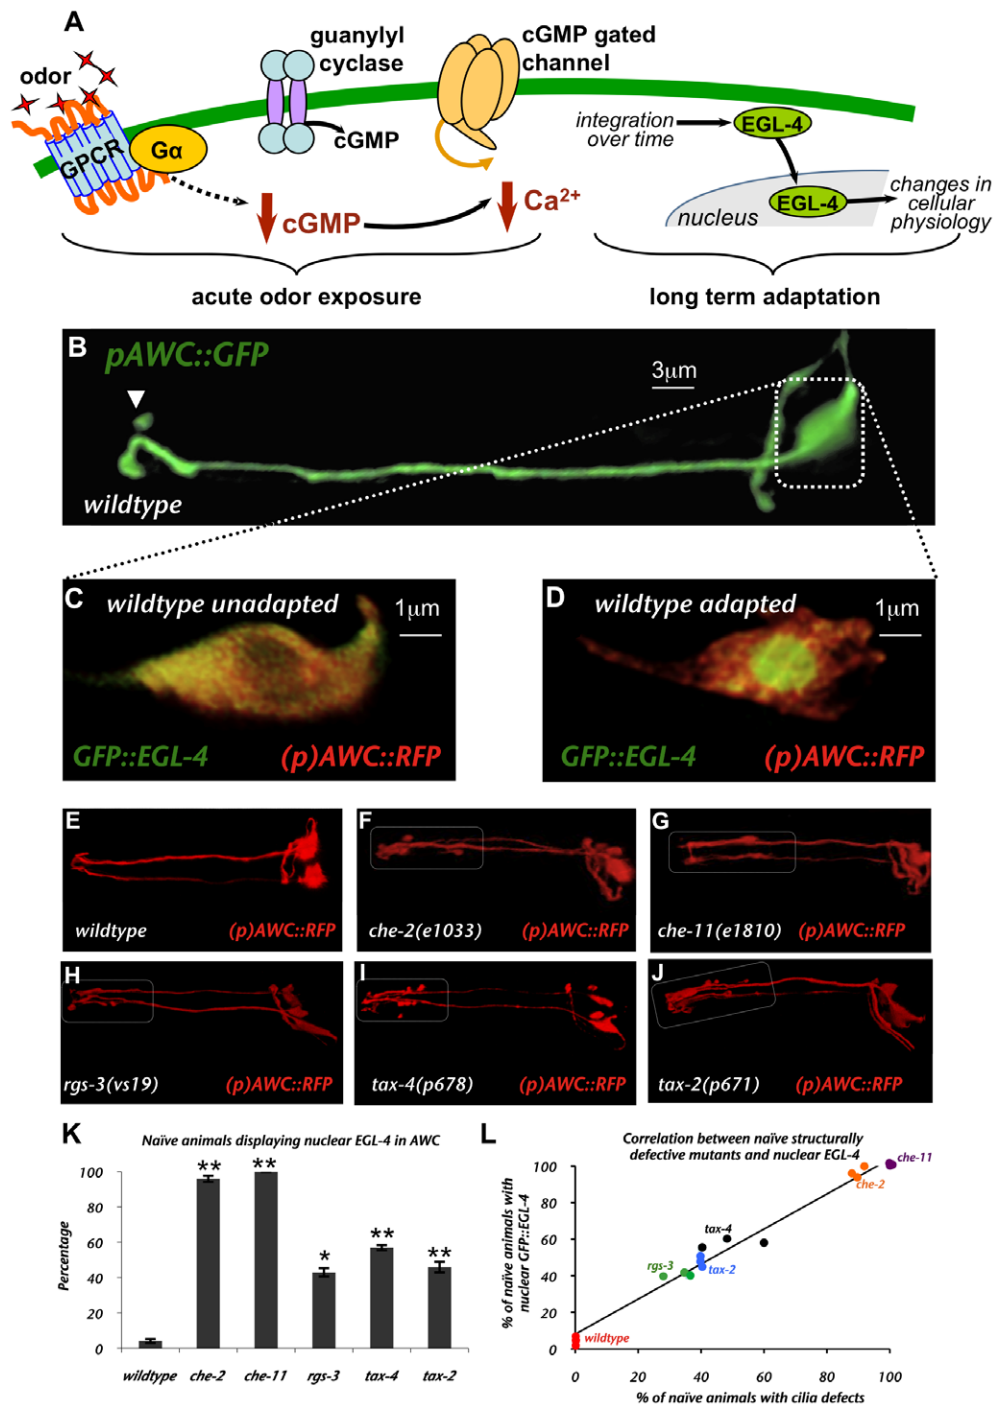 A
odor
GPCR
Gα
guanylyl
cyclase
cGMP
cGMP gated
channel
cGMP
Ca2+
integration
over time
EGL-4
EGL-4
nucleus
changes in
cellular
physiology
acute odor exposure
long term adaptation
B
pAWC::GFP
3μm
wildtype
C
wildtype unadapted
1μm
GFP::EGL-4
(p)AWC::RFP
D
wildtype adapted
1μm
GFP::EGL-4
(p)AWC::RFP
E
wildtype
(p)AWC::RFP
F
che-2(e1033)
(p)AWC::RFP
G
che-11(e1810)
(p)AWC::RFP
H
rgs-3(vs19)
(p)AWC::RFP
I
tax-4(p678)
(p)AWC::RFP
J
tax-2(p671)
(p)AWC::RFP
K
Naïve animals displaying nuclear EGL-4 in AWC
Percentage
100
80
60
40
20
0
**
**
*
**
**
wildtype
che-2
che-11
rgs-3
tax-4
tax-2
L
Correlation between naïve structurally
defective mutants and nuclear EGL-4
% of naïve animals with
nuclear GFP::EGL-4
100
80
60
40
20
0
che-11
che-2
tax-4
rgs-3
tax-2
wildtype
0
20
40
60
80
100
% of naïve animals with cilia defects